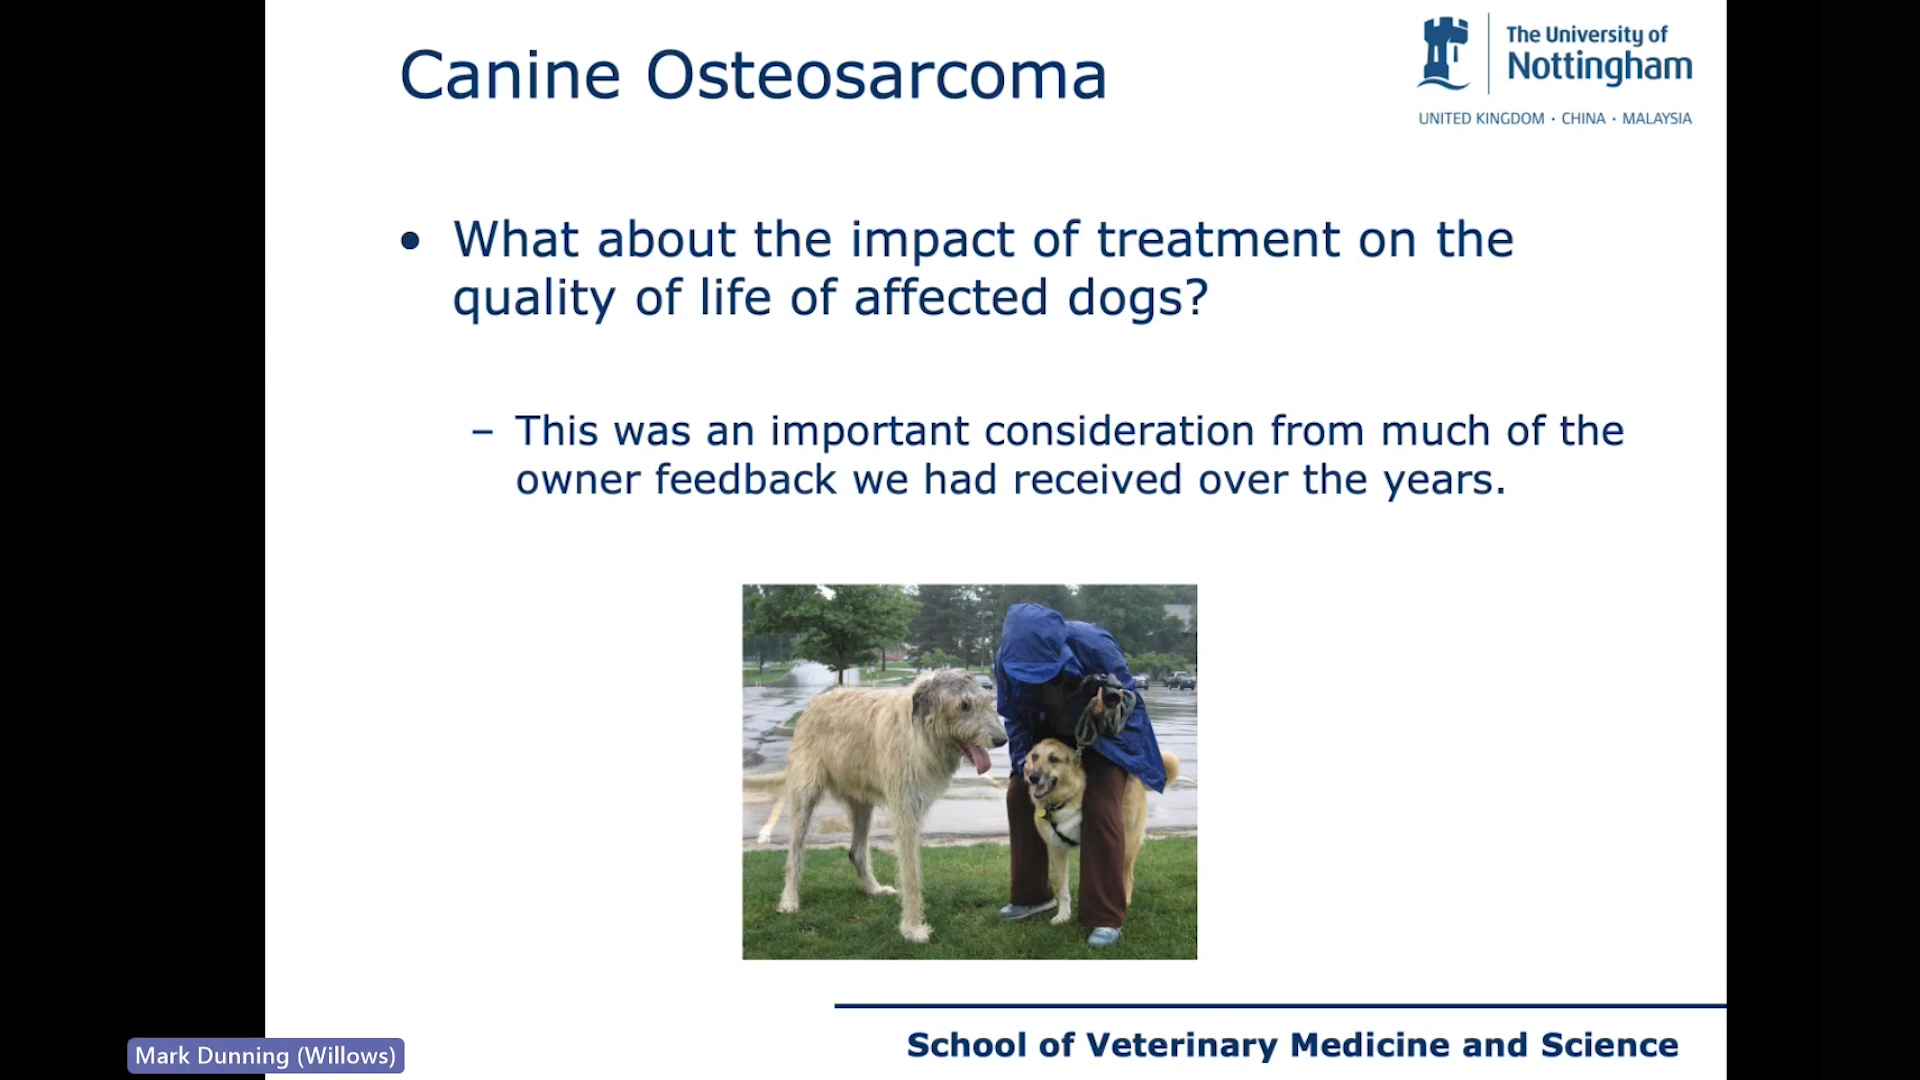 Canine Osteosarcoma
The University of
Nottingham
UNITED KINGDOM · CHINA · MALAYSIA
• What about the impact of treatment on the
quality of life of affected dogs?
– This was an important consideration from much of the
owner feedback we had received over the years.
School of Veterinary Medicine and Science
Mark Dunning (Willows)